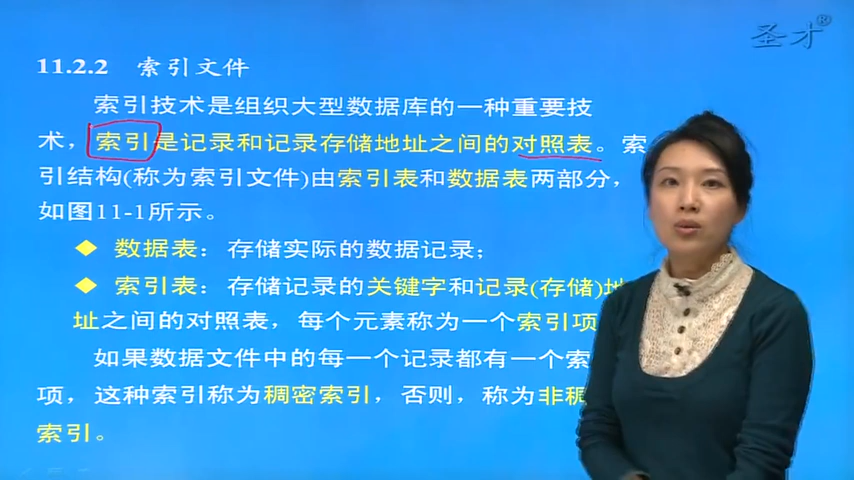 圣才®
11.2.2 索引文件
索引技术是组织大型数据库的一种重要技
术，索引是记录和记录存储地址之间的对照表。索
引结构(称为索引文件)由索引表和数据表两部分，
如图11-1所示。
◆ 数据表：存储实际的数据记录；
◆ 索引表：存储记录的关键字和记录(存储)地
址之间的对照表，每个元素称为一个索引项
如果数据文件中的每一个记录都有一个索
项，这种索引称为稠密索引，否则，称为非稠
索引。